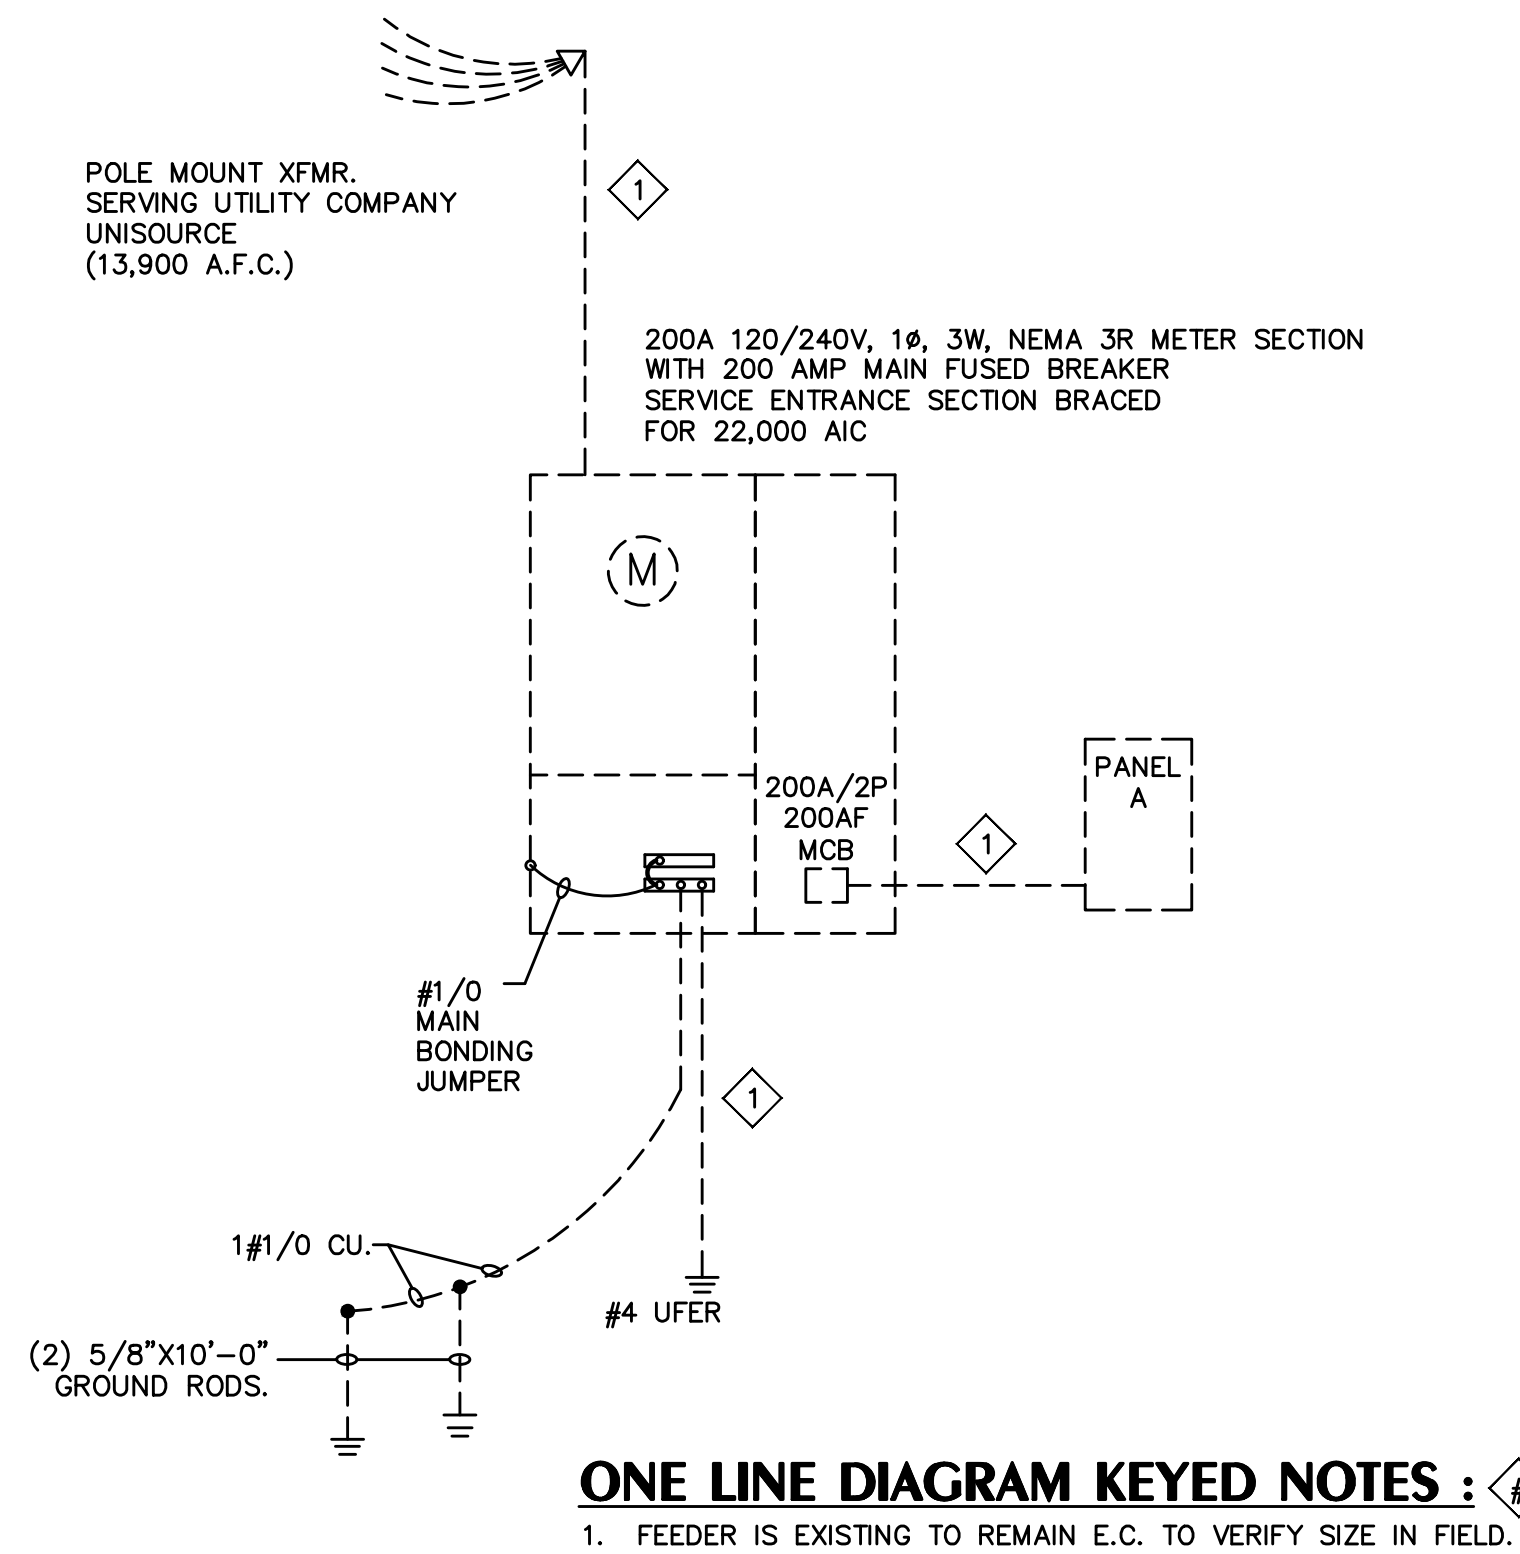 POLE MOUNT XFMR.
SERVING UTILITY COMPANY
UNISOURCE
(13,900 A.F.C.)
1
200A 120/240V, 1ø, 3W, NEMA 3R METER SECTION
WITH 200 AMP MAIN FUSED BREAKER
SERVICE ENTRANCE SECTION BRACED
FOR 22,000 AIC
M
200A/2P
200AF
MCB
1
PANEL
A
#1/0
MAIN
BONDING
JUMPER
1
1#1/0 CU.
#4 UFER
(2) 5/8"X10'-0"
GROUND RODS.
ONE LINE DIAGRAM KEYED NOTES : #
1. FEEDER IS EXISTING TO REMAIN E.C. TO VERIFY SIZE IN FIELD.